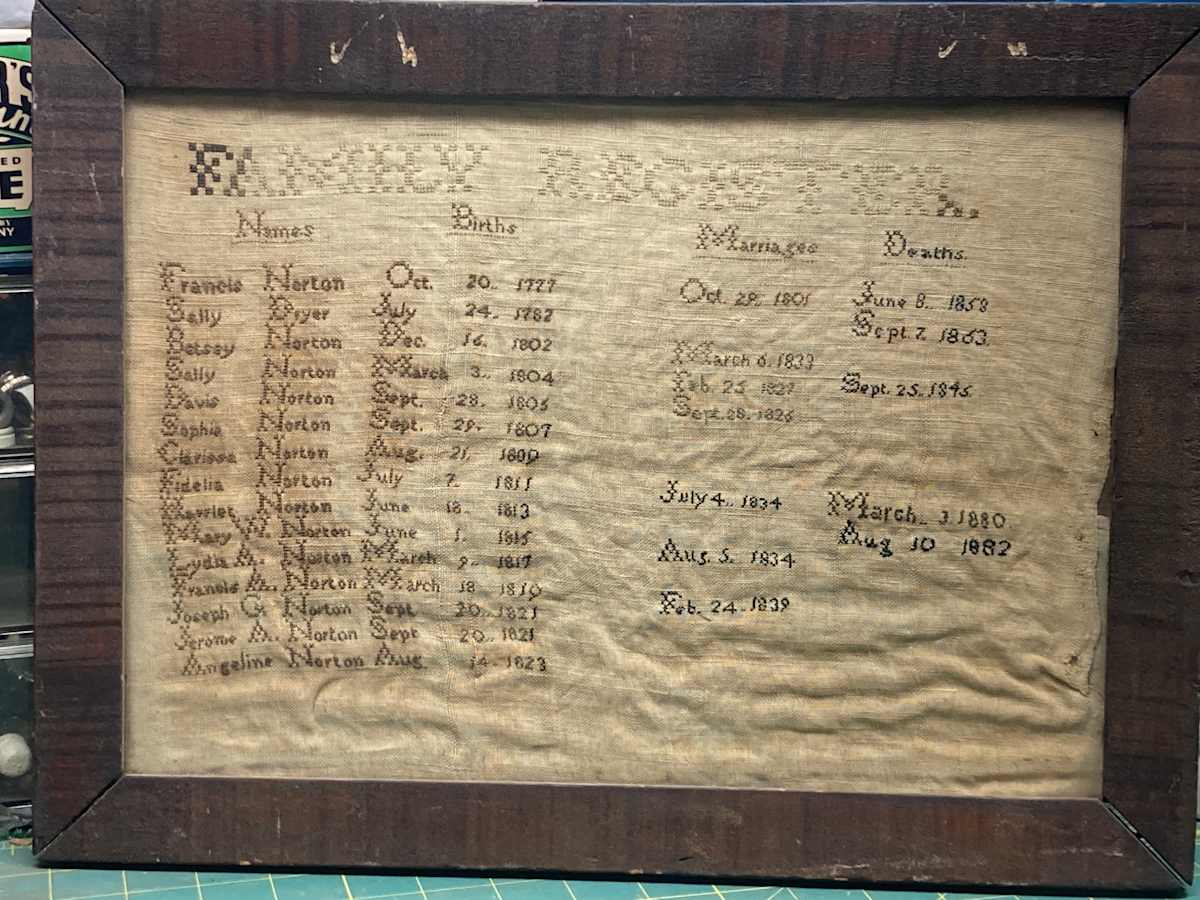 FAMILY REGISTER.
Names Births Marriages Deaths.
Francis Norton Oct. 20.. 1777 Oct. 29.. 1801 June 8.. 1858
Sally Dryer July 24.. 1782 Sept. 7. 1863.
Betsey Norton Dec. 16.. 1802
Sally Norton March 3.. 1804 March 6. 1833
Davis Norton Sept. 28. 1805 Feb. 25. 1827 Sept. 25.. 1845.
Sophia Norton Sept. 29. 1807 Sept. 28. 1826
Clarissa Norton Aug. 21. 1809
Fidelia Norton July 7.. 1811
Harriet Norton June 18.. 1813 July 4.. 1834 March.. 3. 1880.
Mary W. Norton June 1. 1815 Aug 10 1882
Lydia A. Norton March 9.. 1817 Aug. 5. 1834
Francis A. Norton March 18 1819
Joseph G Norton Sept 20.. 1821 Feb. 24.. 1839
Jerome A. Norton Sept 20.. 1821
Angeline Norton Aug. 14.. 1823